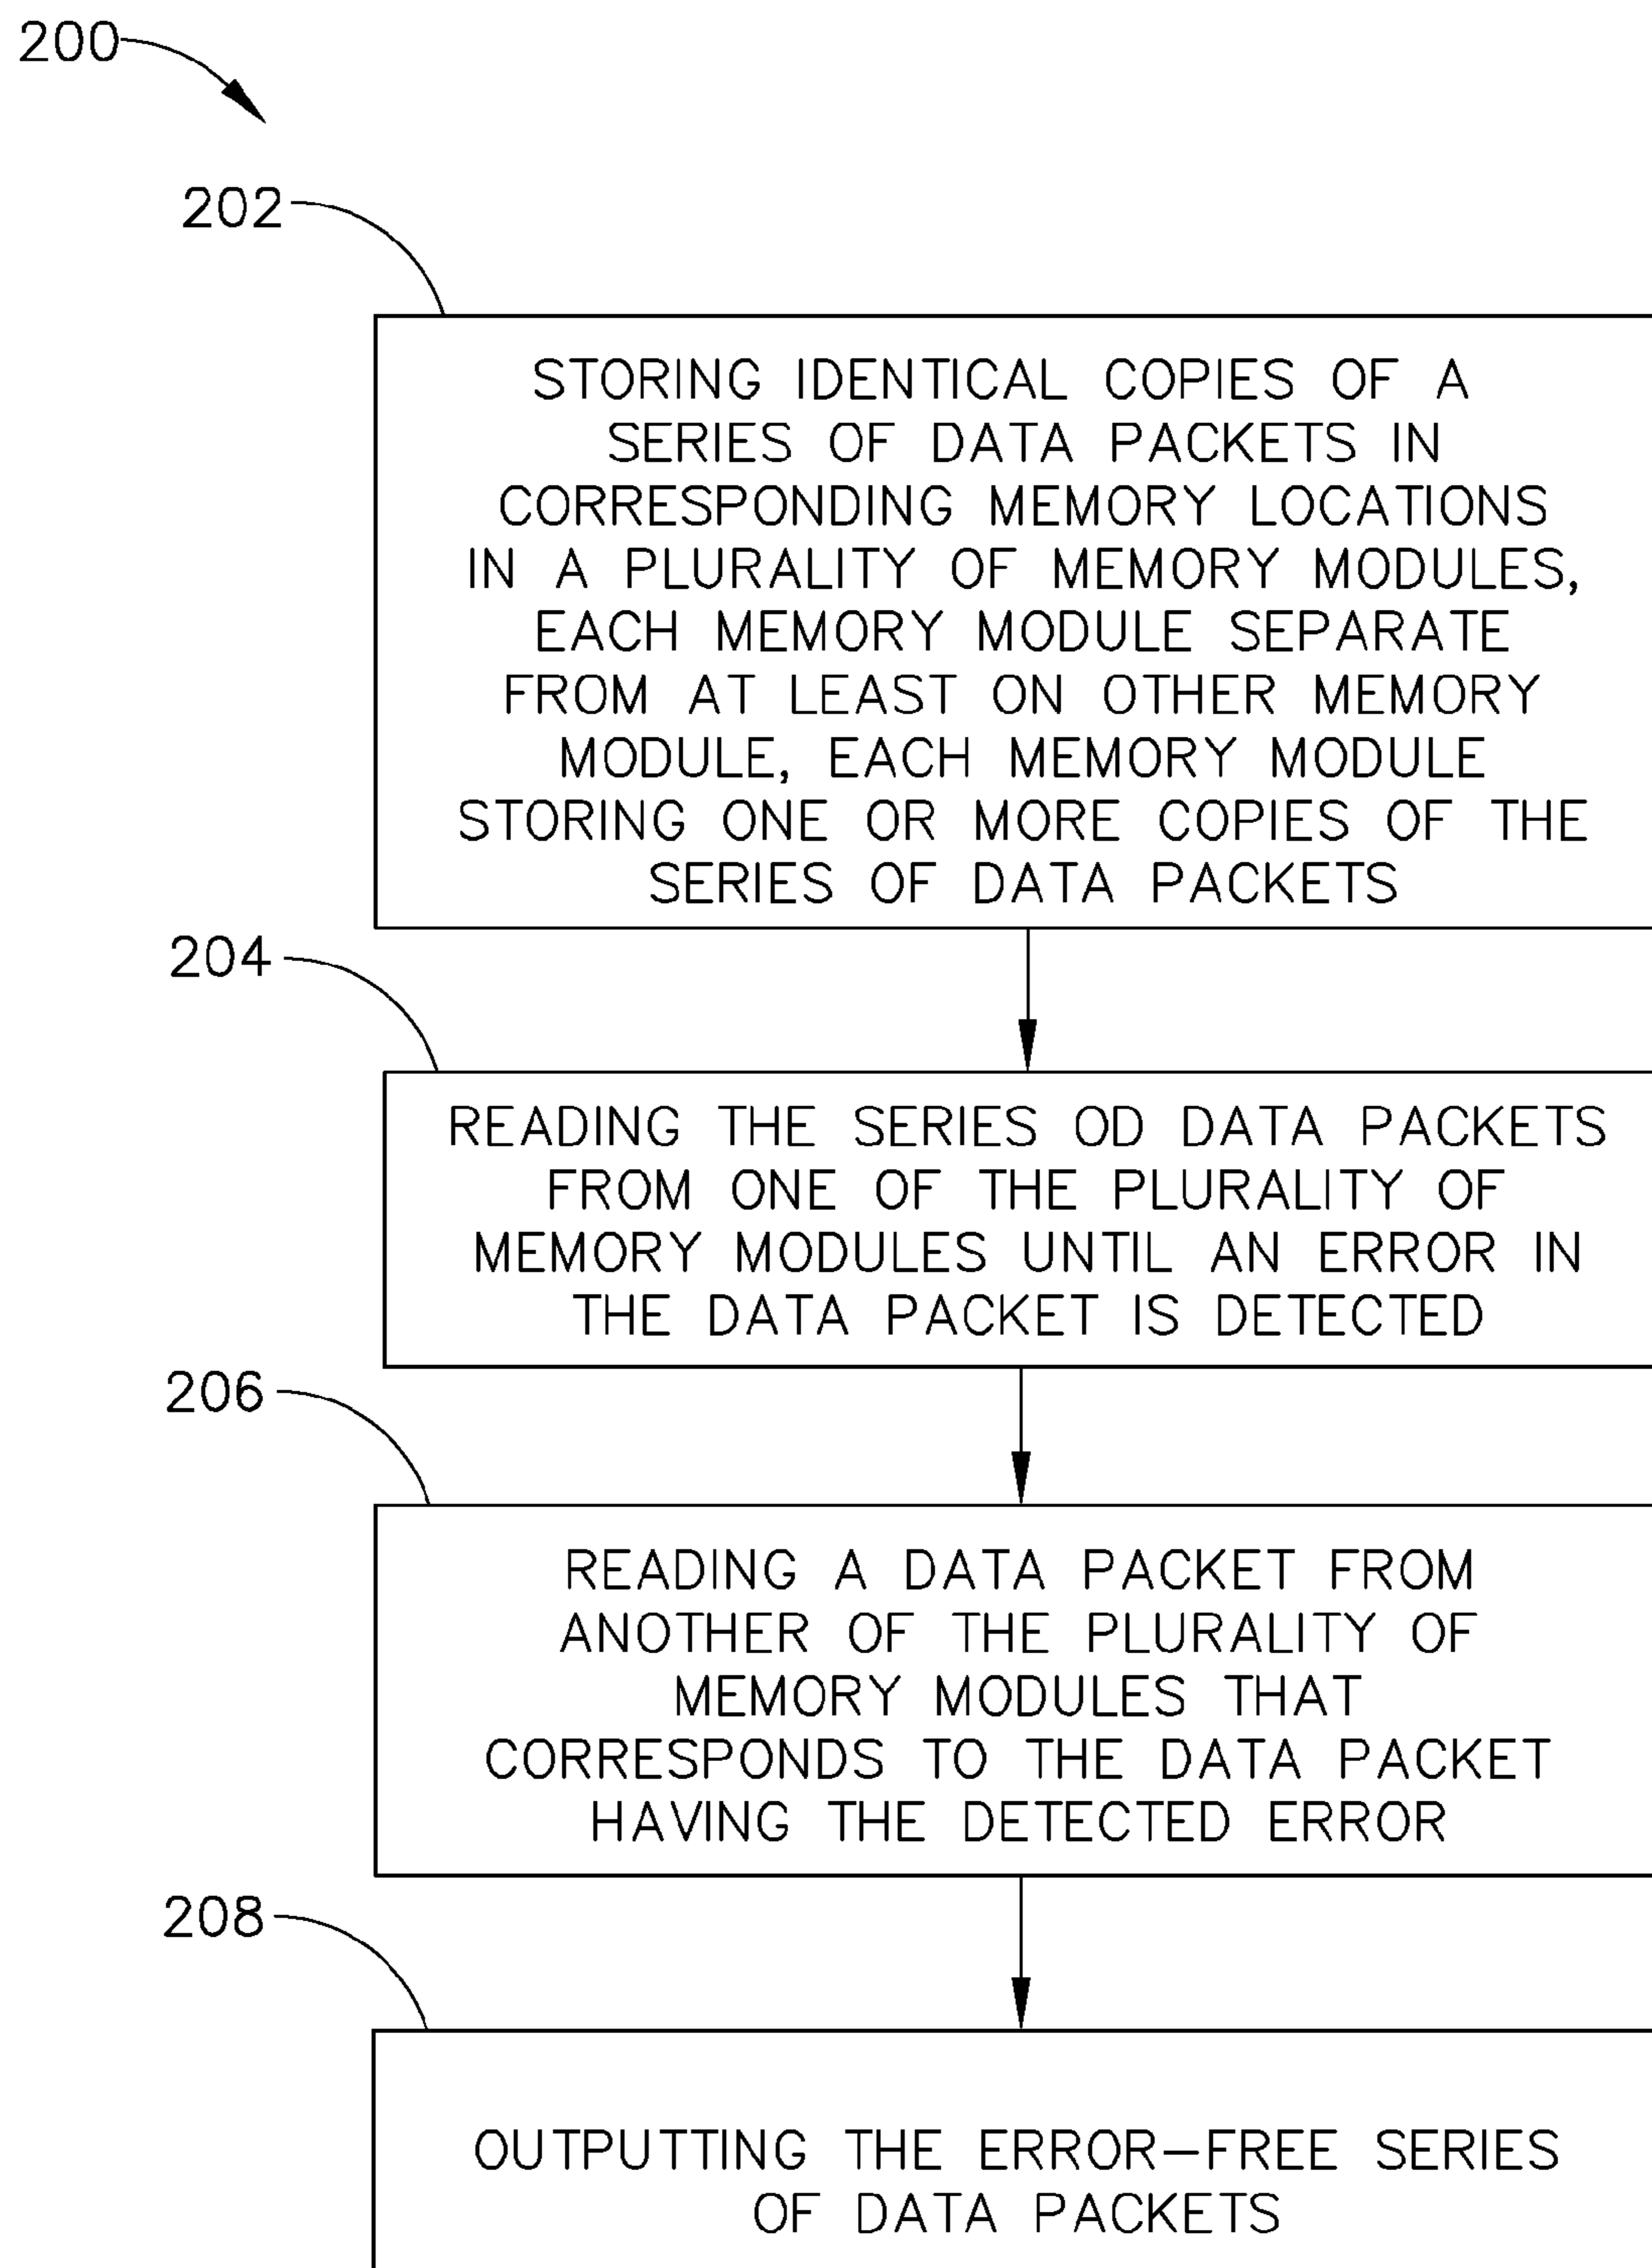 200
202
STORING IDENTICAL COPIES OF A
SERIES OF DATA PACKETS IN
CORRESPONDING MEMORY LOCATIONS
IN A PLURALITY OF MEMORY MODULES,
EACH MEMORY MODULE SEPARATE
FROM AT LEAST ON OTHER MEMORY
MODULE, EACH MEMORY MODULE
STORING ONE OR MORE COPIES OF THE
SERIES OF DATA PACKETS
204
READING THE SERIES OD DATA PACKETS
FROM ONE OF THE PLURALITY OF
MEMORY MODULES UNTIL AN ERROR IN
THE DATA PACKET IS DETECTED
206
READING A DATA PACKET FROM
ANOTHER OF THE PLURALITY OF
MEMORY MODULES THAT
CORRESPONDS TO THE DATA PACKET
HAVING THE DETECTED ERROR
208
OUTPUTTING THE ERROR-FREE SERIES
OF DATA PACKETS